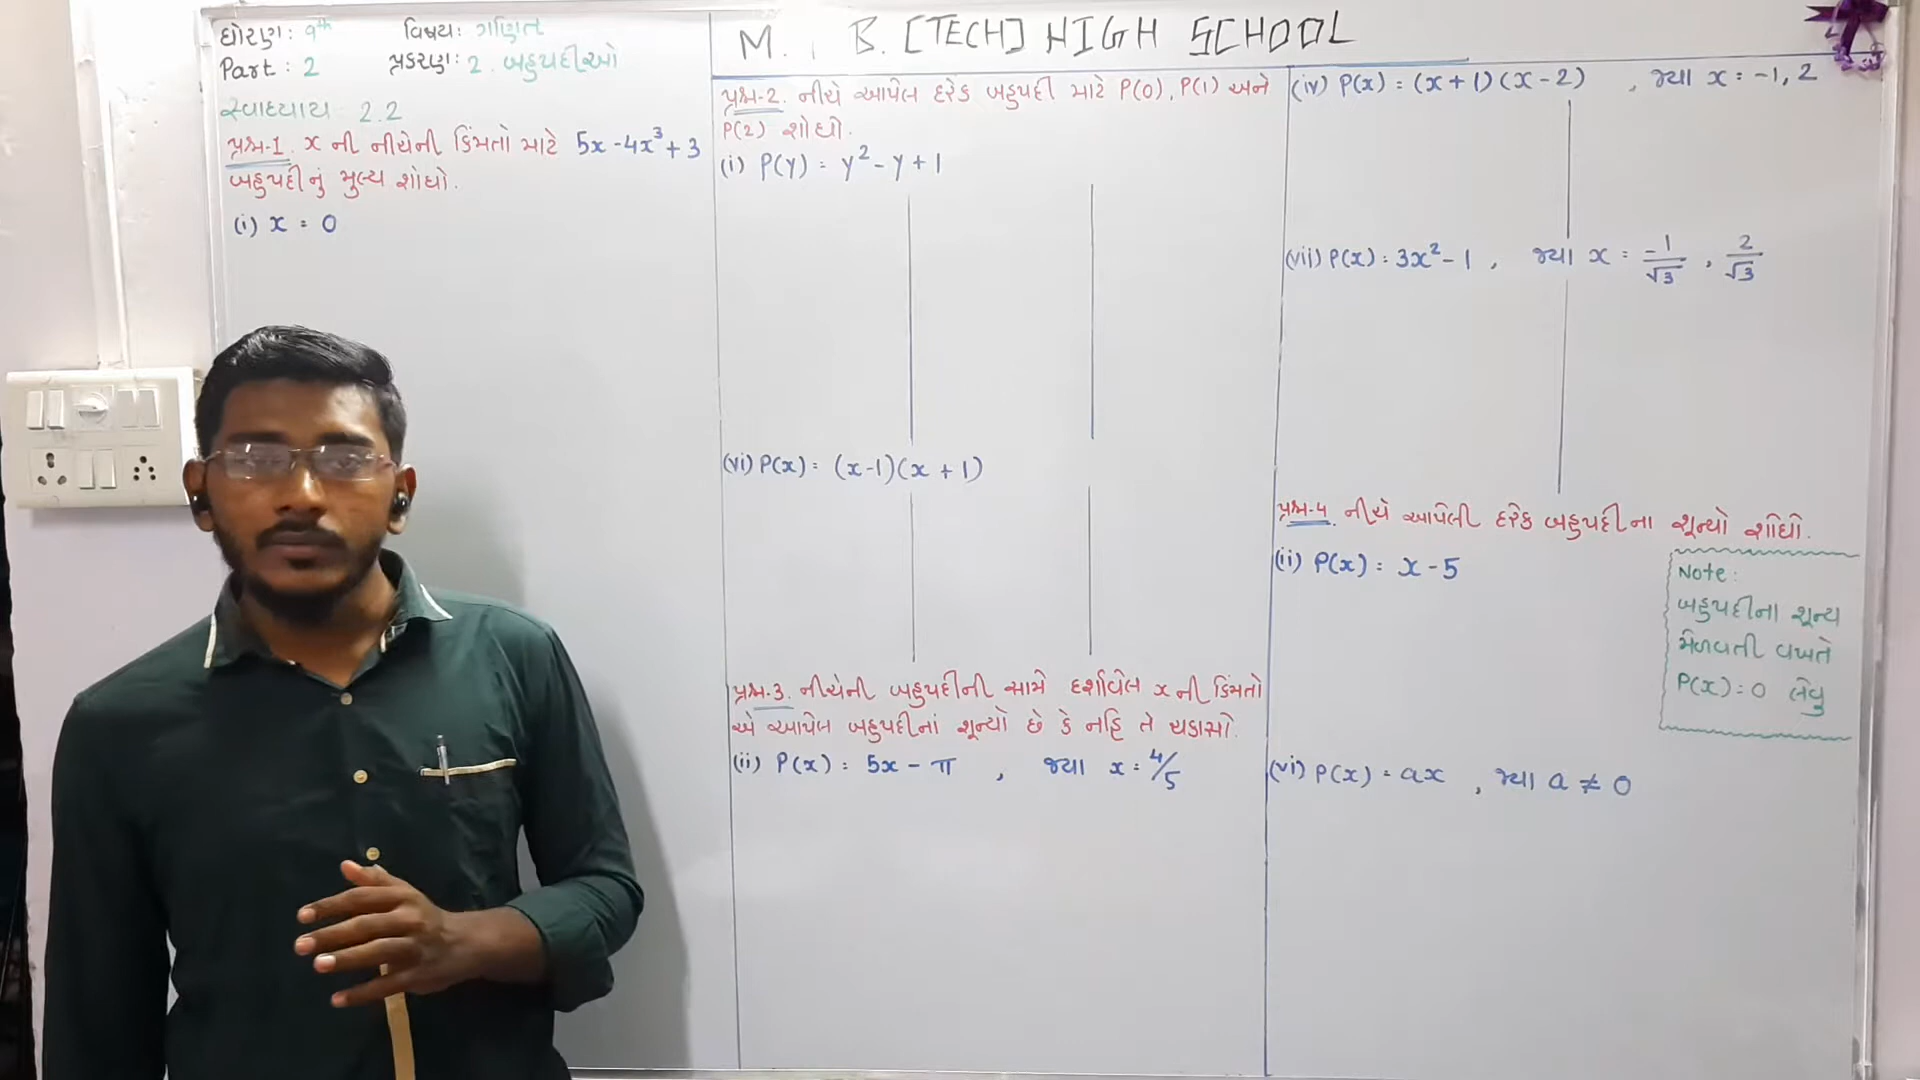 ધોરણ: 9th વિષય: ગણિત
Part: 2 પ્રકરણ: 2. બહુપદીઓ
સ્વાધ્યાય: 2.2
પ્રશ્ન-1. x ની નીચેની કિંમતો માટે 5x - 4x³ + 3
બહુપદીનું મુલ્ય શોધો.
(i) x = 0
M. B. [TECH] HIGH SCHOOL
પ્રશ્ન-2. નીચે આપેલ દરેક બહુપદી માટે P(0), P(1) અને
P(2) શોધો.
(i) P(y) = y² - y + 1
(vi) P(x) = (x-1)(x + 1)
પ્રશ્ન-3. નીચેની બહુપદીની સામે દર્શાવેલ x ની કિંમતો
એ આપેલ બહુપદીનાં શૂન્યો છે કે નહિ તે ચકાસો.
(ii) P(x) = 5x - π , જ્યાં x = 4/5
(iv) P(x) = (x + 1) (x - 2) , જ્યા x = -1, 2
(vii) P(x) = 3x² - 1 , જ્યા x = -1/√3 , 2/√3
પ્રશ્ન-4. નીચે આપેલી દરેક બહુપદીના શૂન્યો શોધો.
(ii) P(x) = x - 5
Note:
બહુપદીના શૂન્ય
મેળવતી વખતે
P(x) = 0 લેવુ
(vi) P(x) = ax , જ્યા a ≠ 0